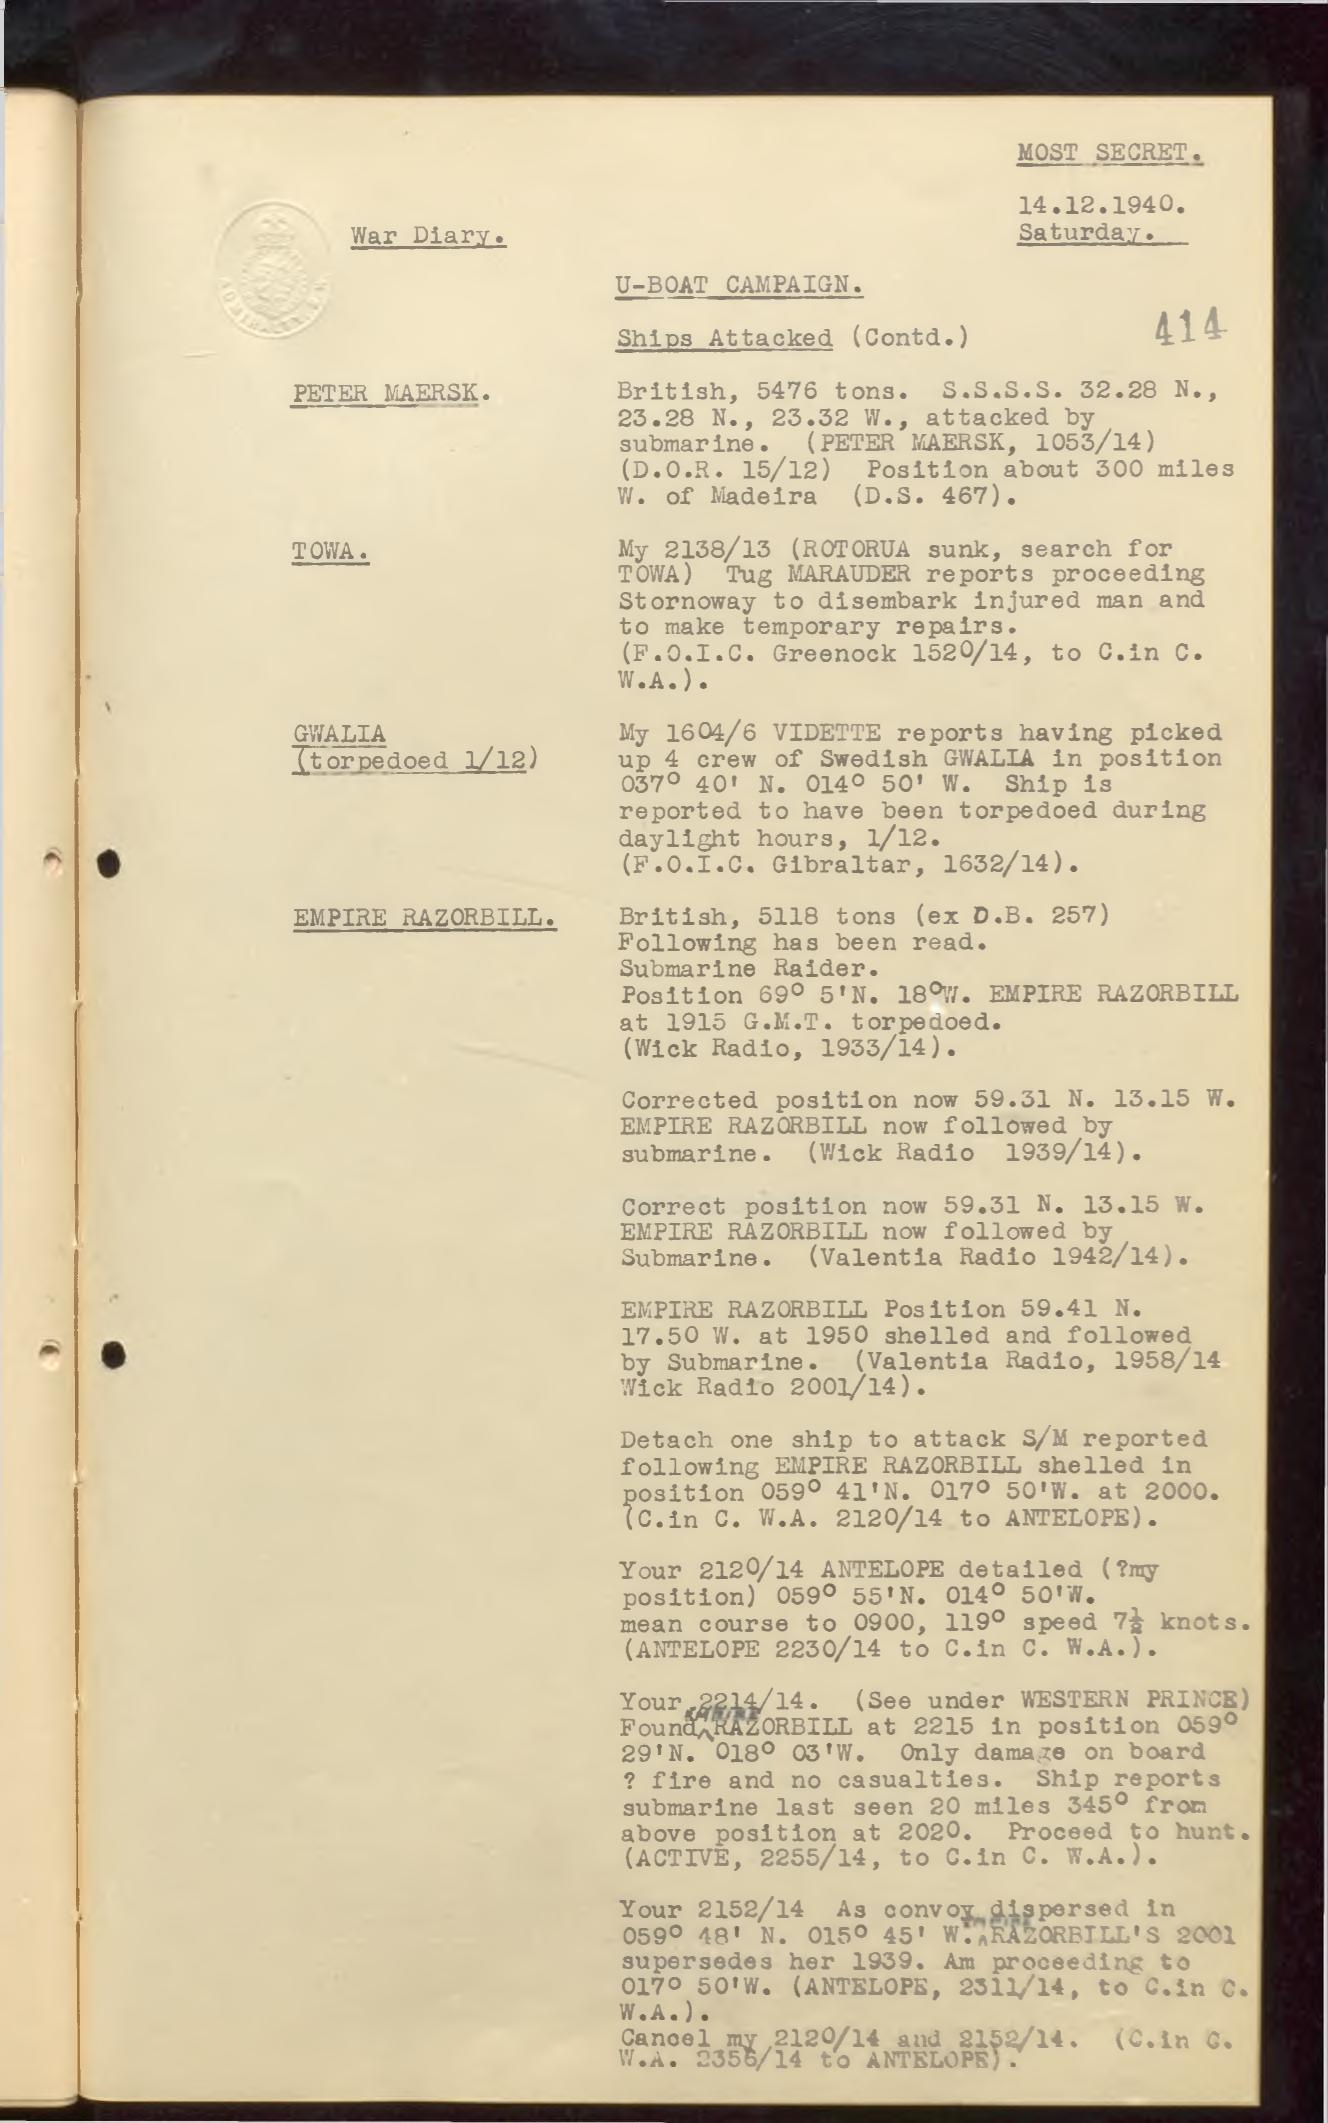 MOST SECRET.
14.12.1940.
Saturday.
War Diary.
U-BOAT CAMPAIGN.
Ships Attacked (Contd.)
414
PETER MAERSK.
British, 5476 tons. S.S.S.S. 32.28 N.,
23.28 N., 23.32 W., attacked by
submarine. (PETER MAERSK, 1053/14)
(D.O.R. 15/12) Position about 300 miles
W. of Madeira (D.S. 467).
TOWA.
My 2138/13 (ROTORUA sunk, search for
TOWA) Tug MARAUDER reports proceeding
Stornoway to disembark injured man and
to make temporary repairs.
(F.O.I.C. Greenock 1520/14, to C.in C.
W.A.).
GWALIA
(torpedoed 1/12)
My 1604/6 VIDETTE reports having picked
up 4 crew of Swedish GWALIA in position
037° 40' N. 014° 50' W. Ship is
reported to have been torpedoed during
daylight hours, 1/12.
(F.O.I.C. Gibraltar, 1632/14).
EMPIRE RAZORBILL.
British, 5118 tons (ex D.B. 257)
Following has been read.
Submarine Raider.
Position 69° 5'N. 18°W. EMPIRE RAZORBILL
at 1915 G.M.T. torpedoed.
(Wick Radio, 1933/14).
Corrected position now 59.31 N. 13.15 W.
EMPIRE RAZORBILL now followed by
submarine. (Wick Radio 1939/14).
Correct position now 59.31 N. 13.15 W.
EMPIRE RAZORBILL now followed by
Submarine. (Valentia Radio 1942/14).
EMPIRE RAZORBILL Position 59.41 N.
17.50 W. at 1950 shelled and followed
by Submarine. (Valentia Radio, 1958/14
Wick Radio 2001/14).
Detach one ship to attack S/M reported
following EMPIRE RAZORBILL shelled in
position 059° 41'N. 017° 50'W. at 2000.
(C.in C. W.A. 2120/14 to ANTELOPE).
Your 2120/14 ANTELOPE detailed (?my
position) 059° 55'N. 014° 50'W.
mean course to 0900, 119° speed 7½ knots.
(ANTELOPE 2230/14 to C.in C. W.A.).
Your 2214/14. (See under WESTERN PRINCE)
Found EMPIRE RAZORBILL at 2215 in position 059°
29'N. 018° 03'W. Only damage on board
? fire and no casualties. Ship reports
submarine last seen 20 miles 345° from
above position at 2020. Proceed to hunt.
(ACTIVE, 2255/14, to C.in C. W.A.).
Your 2152/14 As convoy dispersed in
059° 48' N. 015° 45' W. EMPIRE RAZORBILL'S 2001
supersedes her 1939. Am proceeding to
017° 50'W. (ANTELOPE, 2311/14, to C.in C.
W.A.).
Cancel my 2120/14 and 2152/14. (C.in C.
W.A. 2356/14 to ANTELOPE).